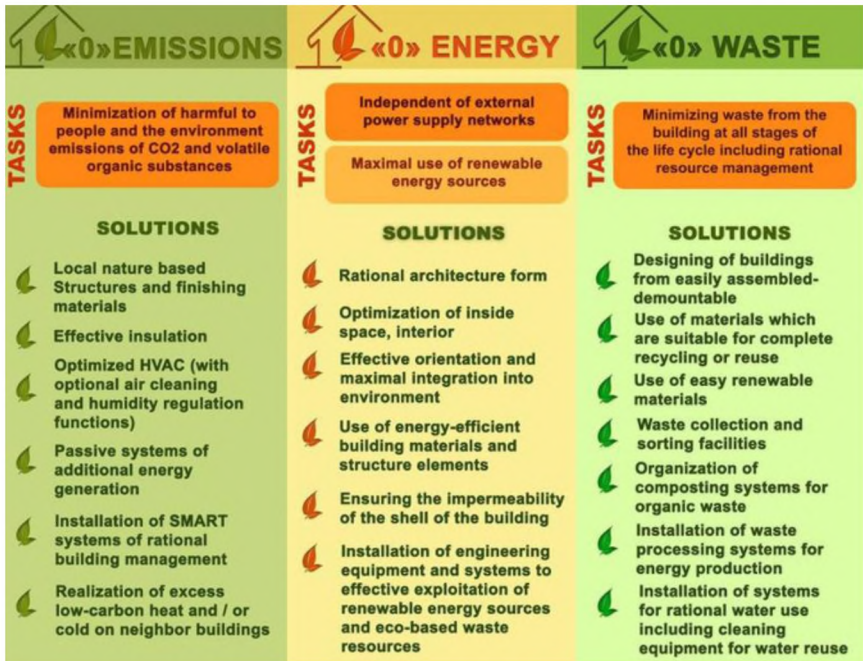 «0» EMISSIONS
TASKS
Minimization of harmful to
people and the environment
emissions of CO2 and volatile
organic substances
SOLUTIONS
Local nature based
Structures and finishing
materials
Effective insulation
Optimized HVAC (with
optional air cleaning
and humidity regulation
functions)
Passive systems of
additional energy
generation
Installation of SMART
systems of rational
building management
Realization of excess
low-carbon heat and / or
cold on neighbor buildings
«0» ENERGY
TASKS
Independent of external
power supply networks
Maximal use of renewable
energy sources
SOLUTIONS
Rational architecture form
Optimization of inside
space, interior
Effective orientation and
maximal integration into
environment
Use of energy-efficient
building materials and
structure elements
Ensuring the impermeability
of the shell of the building
Installation of engineering
equipment and systems to
effective exploitation of
renewable energy sources
and eco-based waste
resources
«0» WASTE
TASKS
Minimizing waste from the
building at all stages of
the life cycle including rational
resource management
SOLUTIONS
Designing of buildings
from easily assembled-
demountable
Use of materials which
are suitable for complete
recycling or reuse
Use of easy renewable
materials
Waste collection and
sorting facilities
Organization of
composting systems for
organic waste
Installation of waste
processing systems for
energy production
Installation of systems
for rational water use
including cleaning
equipment for water reuse